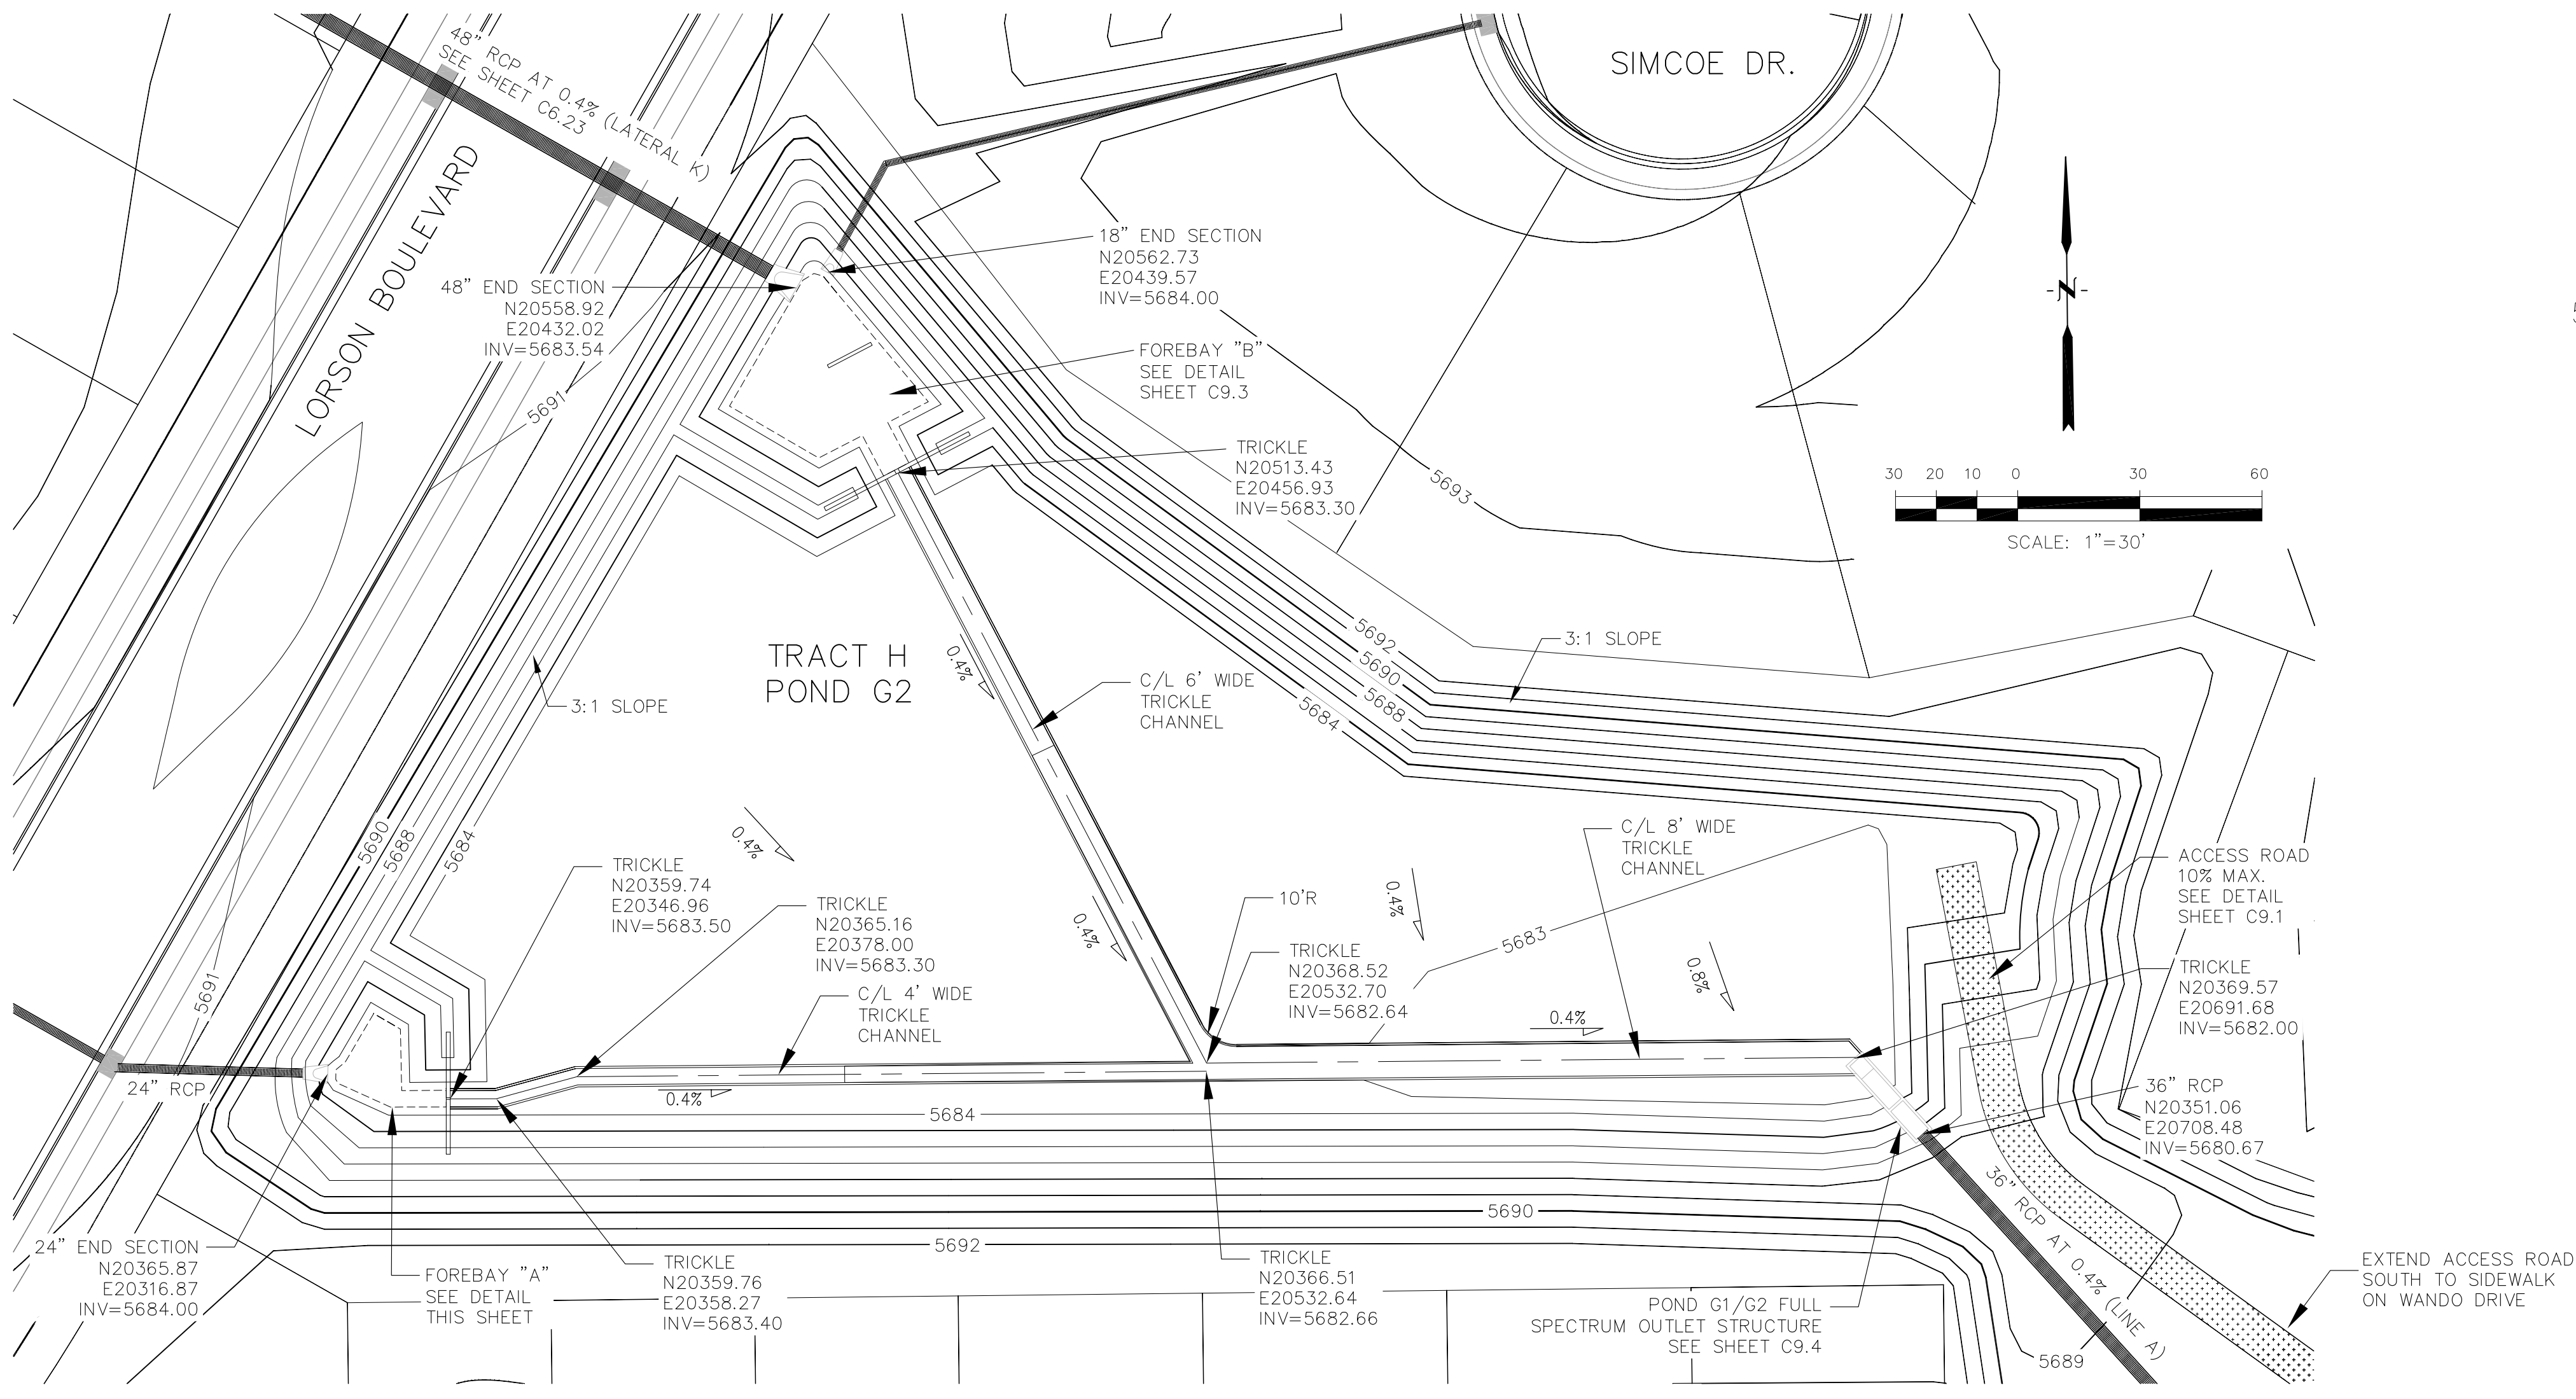 48" RCP AT 0.4% (LATERAL K)
SEE SHEET C6.23
LORSON BOULEVARD
SIMCOE DR.
18" END SECTION
N20562.73
E20439.57
INV=5684.00
48" END SECTION
N20558.92
E20432.02
INV=5683.54
FOREBAY "B"
SEE DETAIL
SHEET C9.3
TRICKLE
N20513.43
E20456.93
INV=5683.30
5691
5693
-N-
30 20 10 0 30 60
SCALE: 1"=30'
TRACT H
POND G2
3:1 SLOPE
0.4%
C/L 6' WIDE
TRICKLE
CHANNEL
5692
5690
5688
5684
3:1 SLOPE
5690
5688
5684
0.4%
TRICKLE
N20359.74
E20346.96
INV=5683.50
TRICKLE
N20365.16
E20378.00
INV=5683.30
C/L 4' WIDE
TRICKLE
CHANNEL
0.4%
10'R
0.4%
TRICKLE
N20368.52
E20532.70
INV=5682.64
C/L 8' WIDE
TRICKLE
CHANNEL
5683
0.8%
0.4%
ACCESS ROAD
10% MAX.
SEE DETAIL
SHEET C9.1
TRICKLE
N20369.57
E20691.68
INV=5682.00
36" RCP
N20351.06
E20708.48
INV=5680.67
5691
24" RCP
0.4%
5684
5690
5692
24" END SECTION
N20365.87
E20316.87
INV=5684.00
FOREBAY "A"
SEE DETAIL
THIS SHEET
TRICKLE
N20359.76
E20358.27
INV=5683.40
TRICKLE
N20366.51
E20532.64
INV=5682.66
POND G1/G2 FULL
SPECTRUM OUTLET STRUCTURE
SEE SHEET C9.4
36" RCP AT 0.4% (LINE A)
5689
EXTEND ACCESS ROAD
SOUTH TO SIDEWALK
ON WANDO DRIVE